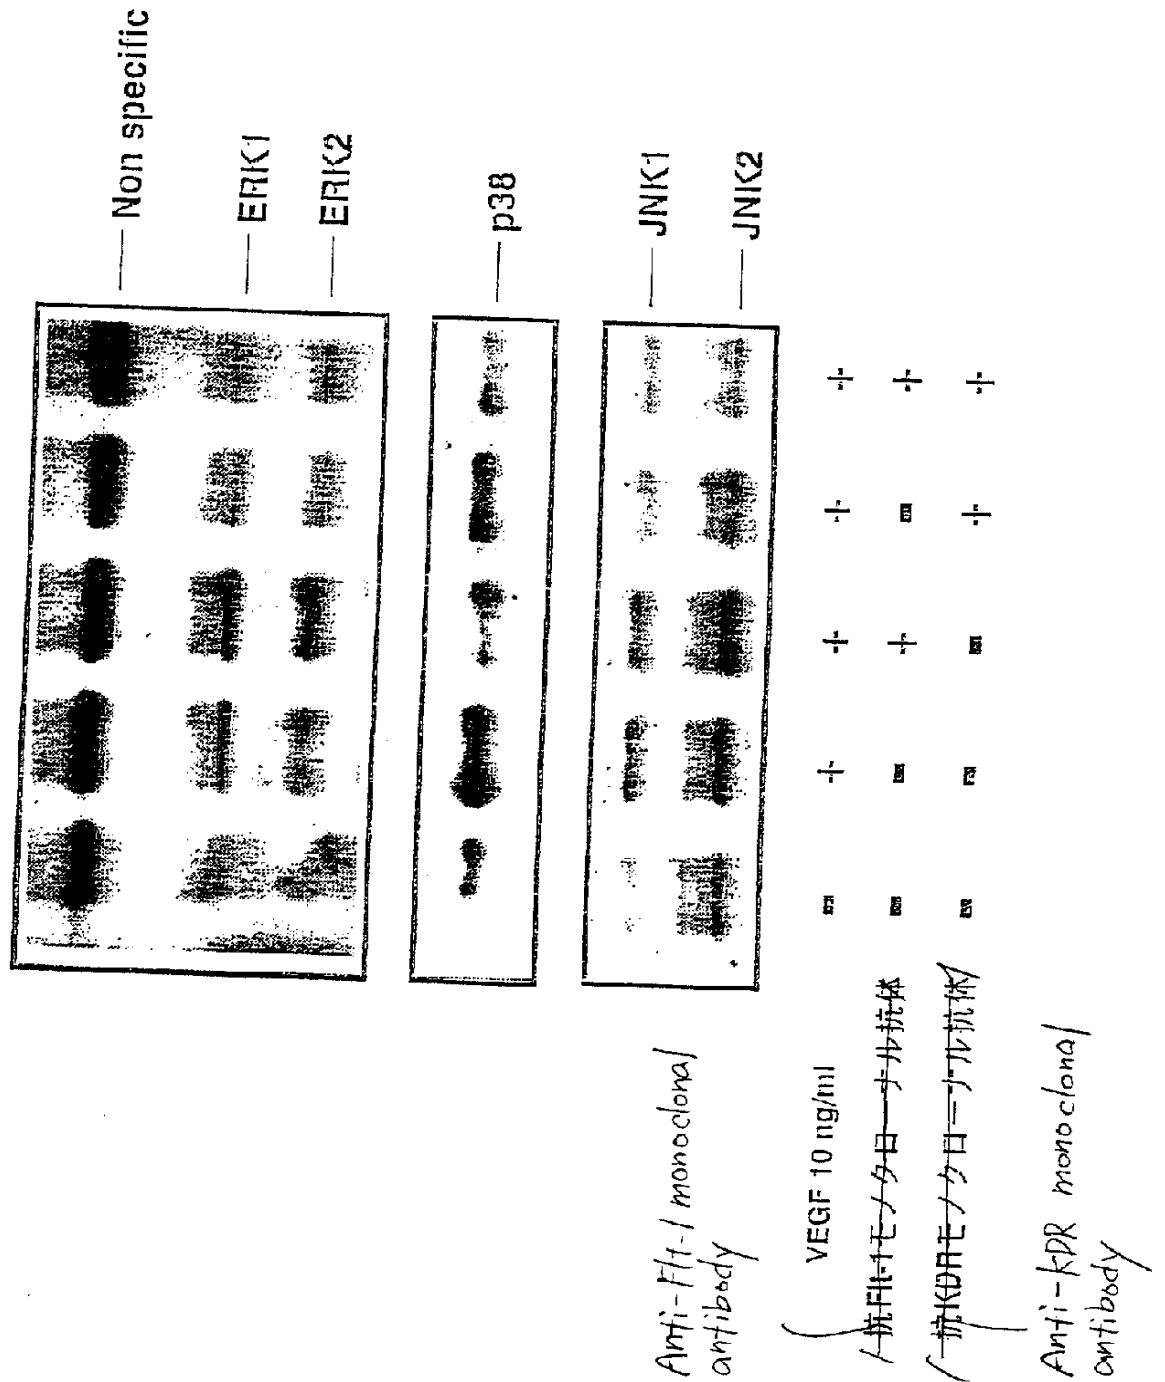 Non specific
ERK1
ERK2
p38
JNK1
JNK2
Anti-Flt-1 monoclonal
antibody
VEGF 10 ng/ml - + + + +
抗Flt-1モノクローナル抗体 - - + - +
抗KDRモノクローナル抗体 - - - + +
Anti-KDR monoclonal
antibody